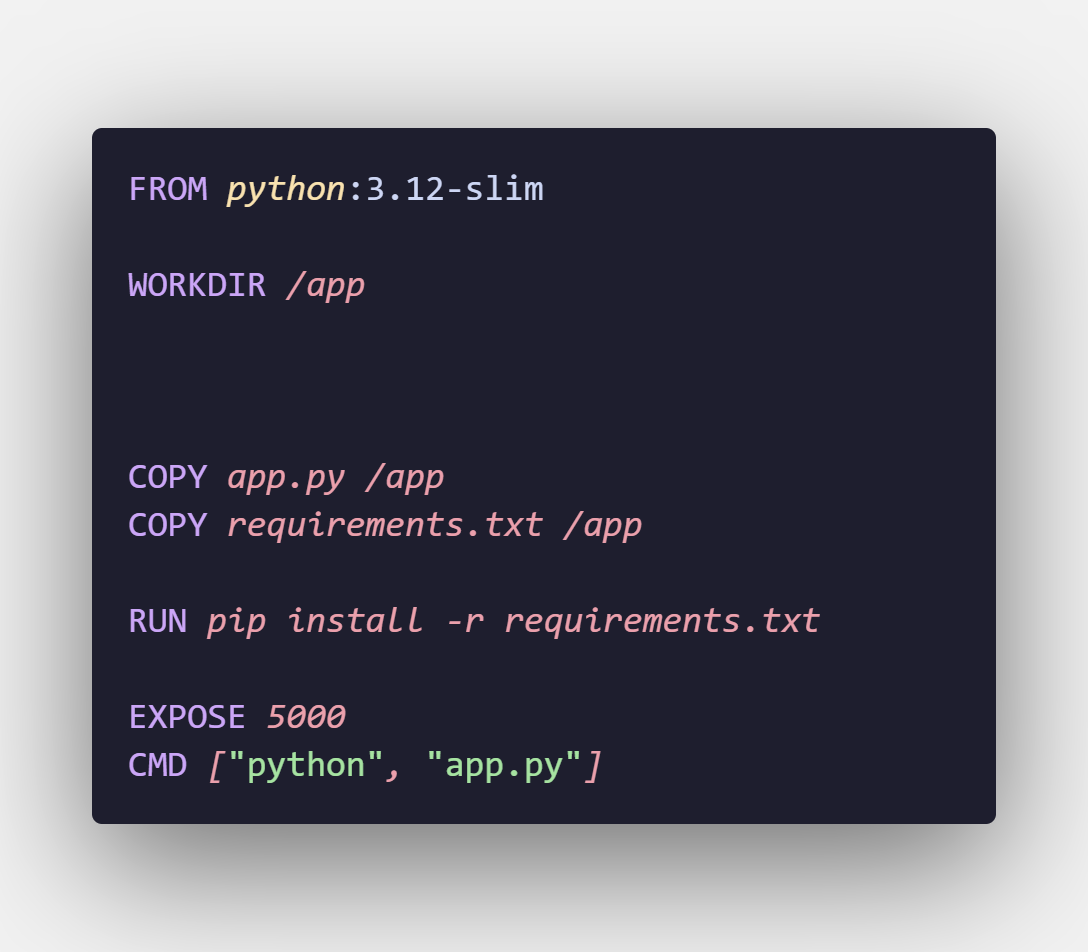 FROM python:3.12-slim
WORKDIR /app
COPY app.py /app
COPY requirements.txt /app
RUN pip install -r requirements.txt
EXPOSE 5000
CMD ["python", "app.py"]